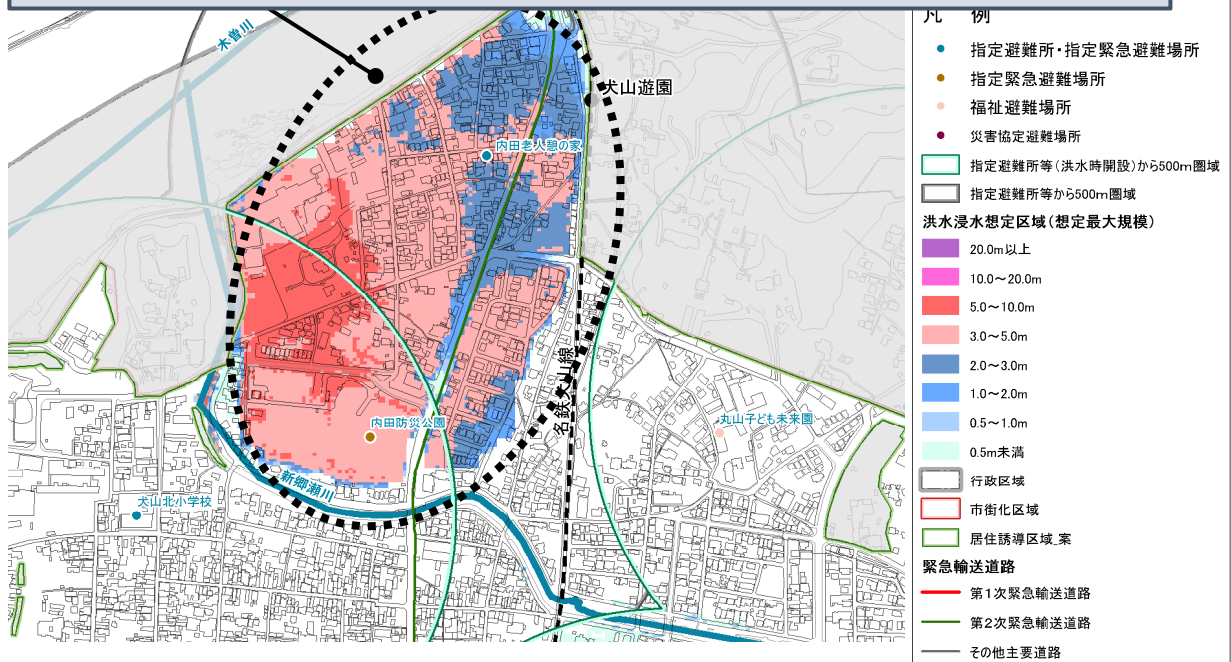 木曽川
犬山遊園
内田老人憩の家
名鉄犬山線
内田防災公園
丸山子ども未来園
新郷瀬川
犬山北小学校
凡 例
指定避難所・指定緊急避難場所
指定緊急避難場所
福祉避難場所
災害協定避難場所
指定避難所等(洪水時開設)から500m圏域
指定避難所等から500m圏域
洪水浸水想定区域(想定最大規模)
20.0m以上
10.0～20.0m
5.0～10.0m
3.0～5.0m
2.0～3.0m
1.0～2.0m
0.5～1.0m
0.5m未満
行政区域
市街化区域
居住誘導区域_案
緊急輸送道路
第1次緊急輸送道路
第2次緊急輸送道路
その他主要道路